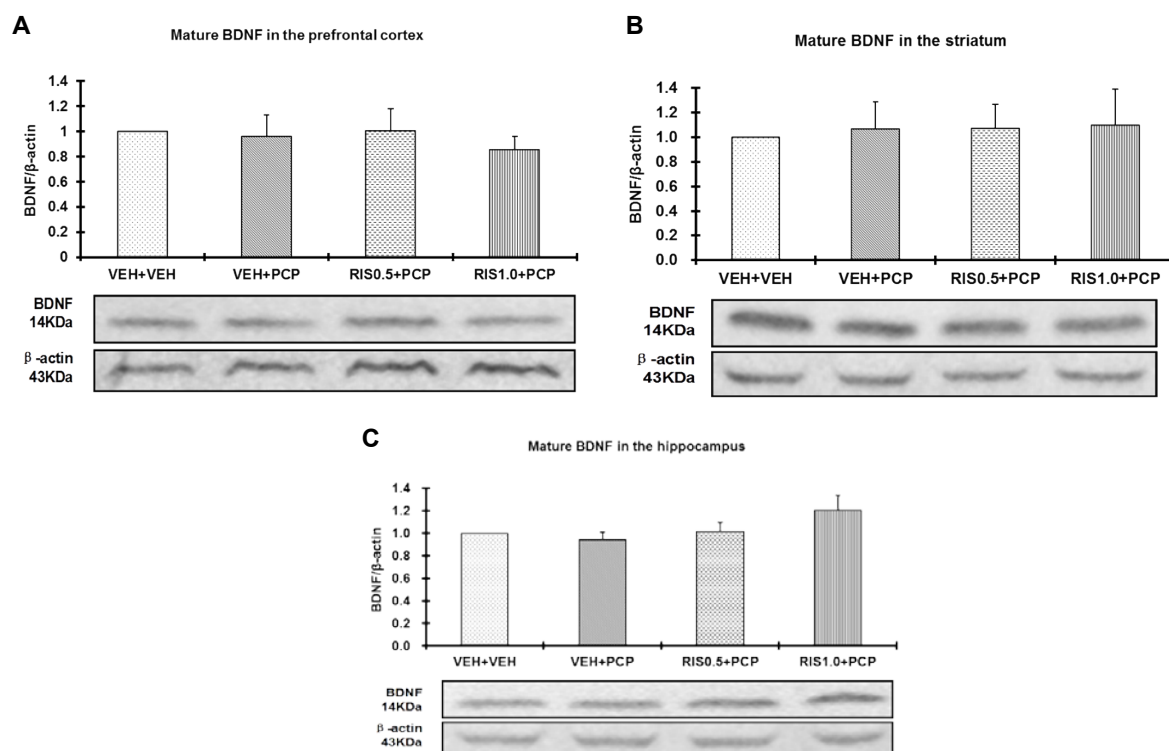 A
Mature BDNF in the prefrontal cortex
BDNF/β-actin
1.4
1.2
1
0.8
0.6
0.4
0.2
0
VEH+VEH VEH+PCP RIS0.5+PCP RIS1.0+PCP
BDNF
14KDa
β -actin
43KDa
B
Mature BDNF in the striatum
BDNF/β-actin
1.4
1.2
1.0
0.8
0.6
0.4
0.2
0.0
VEH+VEH VEH+PCP RIS0.5+PCP RIS1.0+PCP
BDNF
14KDa
β -actin
43KDa
C
Mature BDNF in the hippocampus
BDNF/β-actin
1.4
1.2
1.0
0.8
0.6
0.4
0.2
0.0
VEH+VEH VEH+PCP RIS0.5+PCP RIS1.0+PCP
BDNF
14KDa
β -actin
43KDa